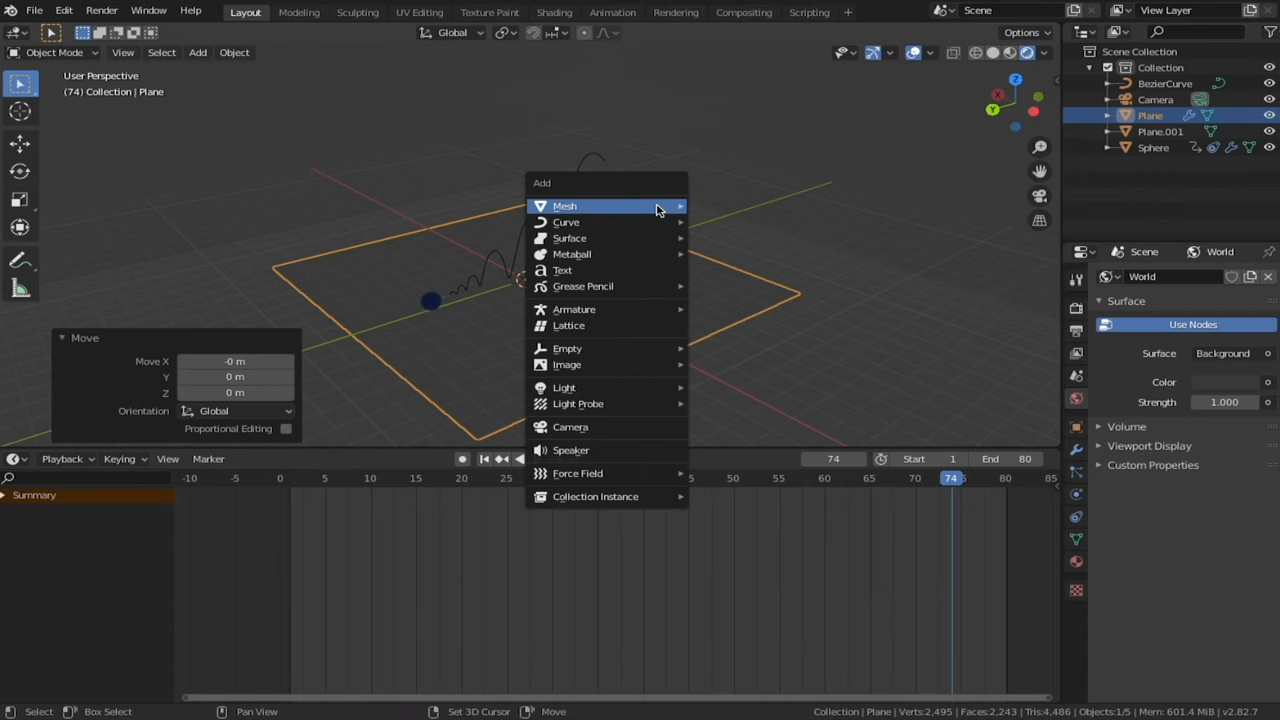 File Edit Render Window Help Layout Modeling Sculpting UV Editing Texture Paint Shading Animation Rendering Compositing Scripting + Scene View Layer
Global Options
Object Mode View Select Add Object
User Perspective
(74) Collection | Plane
Scene Collection
Collection
BezierCurve
Camera
Plane
Plane.001
Sphere
Z
Y
Add
Mesh
Curve
Surface
Metaball
Text
Grease Pencil
Armature
Lattice
Empty
Image
Light
Light Probe
Camera
Speaker
Force Field
Collection Instance
Move
Move X -0 m
Y 0 m
Z 0 m
Orientation Global
Proportional Editing
Scene World
World
Surface
Use Nodes
Surface Background
Color
Strength 1.000
Volume
Viewport Display
Custom Properties
Playback Keying View Marker 74 Start 1 End 80
-10 -5 0 5 10 15 20 25 50 55 60 65 70 74 80 85
Summary
Select Box Select Pan View Set 3D Cursor Move Collection | Plane | Verts:2,495 | Faces:2,243 | Tris:4,486 | Objects:1/5 | Mem: 601.4 MiB | v2.82.7